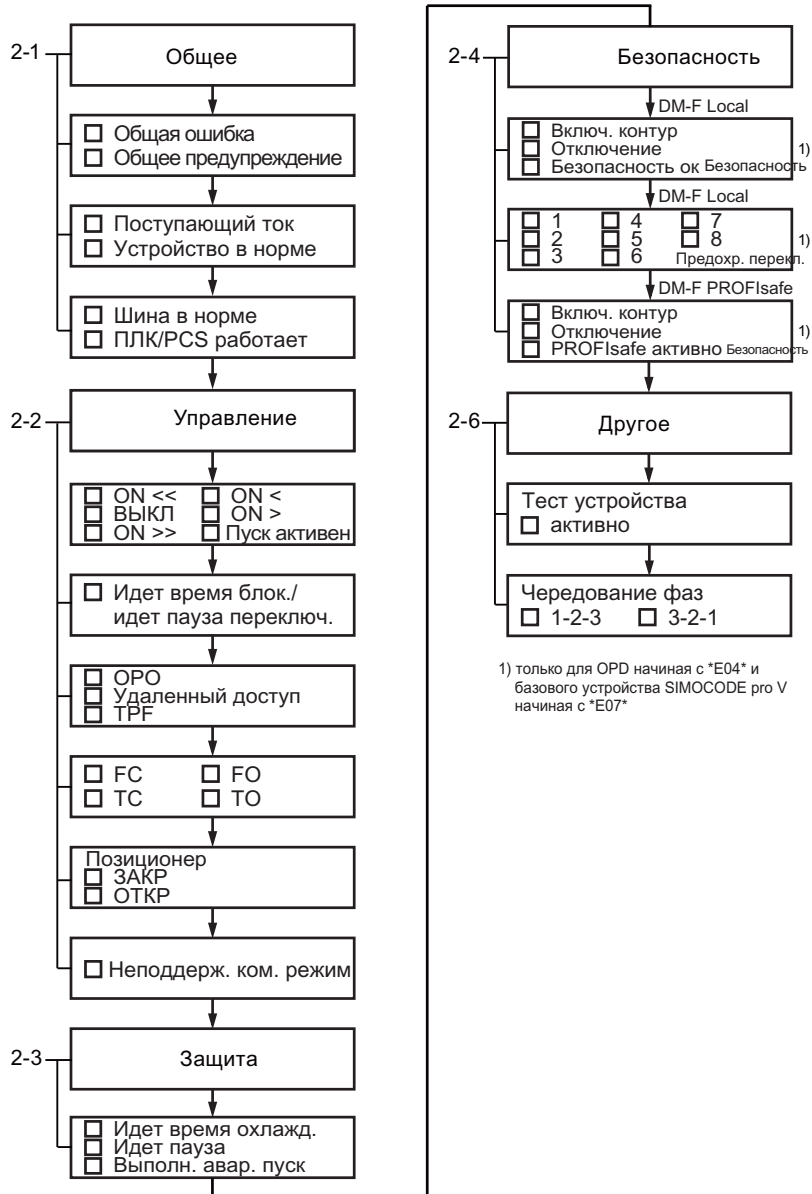 2-1
Общее
Общая ошибка
Общее предупреждение
Поступающий ток
Устройство в норме
Шина в норме
ПЛК/PCS работает
2-2
Управление
ON << ON <
ВЫКЛ ON >
ON >> Пуск активен
Идет время блок./
идет пауза переключ.
OPO
Удаленный доступ
TPF
FC FO
TC TO
Позиционер
ЗАКР
ОТКР
Неподдерж. ком. режим
2-3
Защита
Идет время охлажд.
Идет пауза
Выполн. авар. пуск
2-4
Безопасность
DM-F Local
Включ. контур
Отключение 1)
Безопасность ок Безопасность
DM-F Local
1 4 7
2 5 8 1)
3 6 Предохр. перекл.
DM-F PROFIsafe
Включ. контур
Отключение 1)
PROFIsafe активно Безопасность
2-6
Другое
Тест устройства
активно
Чередование фаз
1-2-3 3-2-1
1) только для OPD начиная с *E04* и
базового устройства SIMOCODE pro V
начиная с *E07*